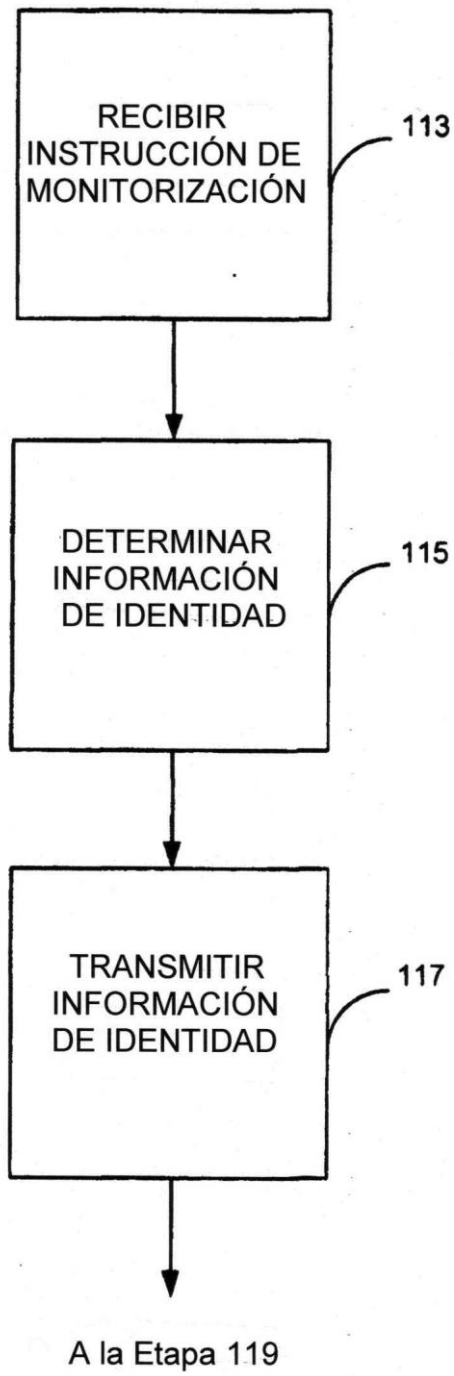 RECIBIR
INSTRUCCIÓN DE
MONITORIZACIÓN
113
DETERMINAR
INFORMACIÓN
DE IDENTIDAD
115
TRANSMITIR
INFORMACIÓN
DE IDENTIDAD
117
A la Etapa 119